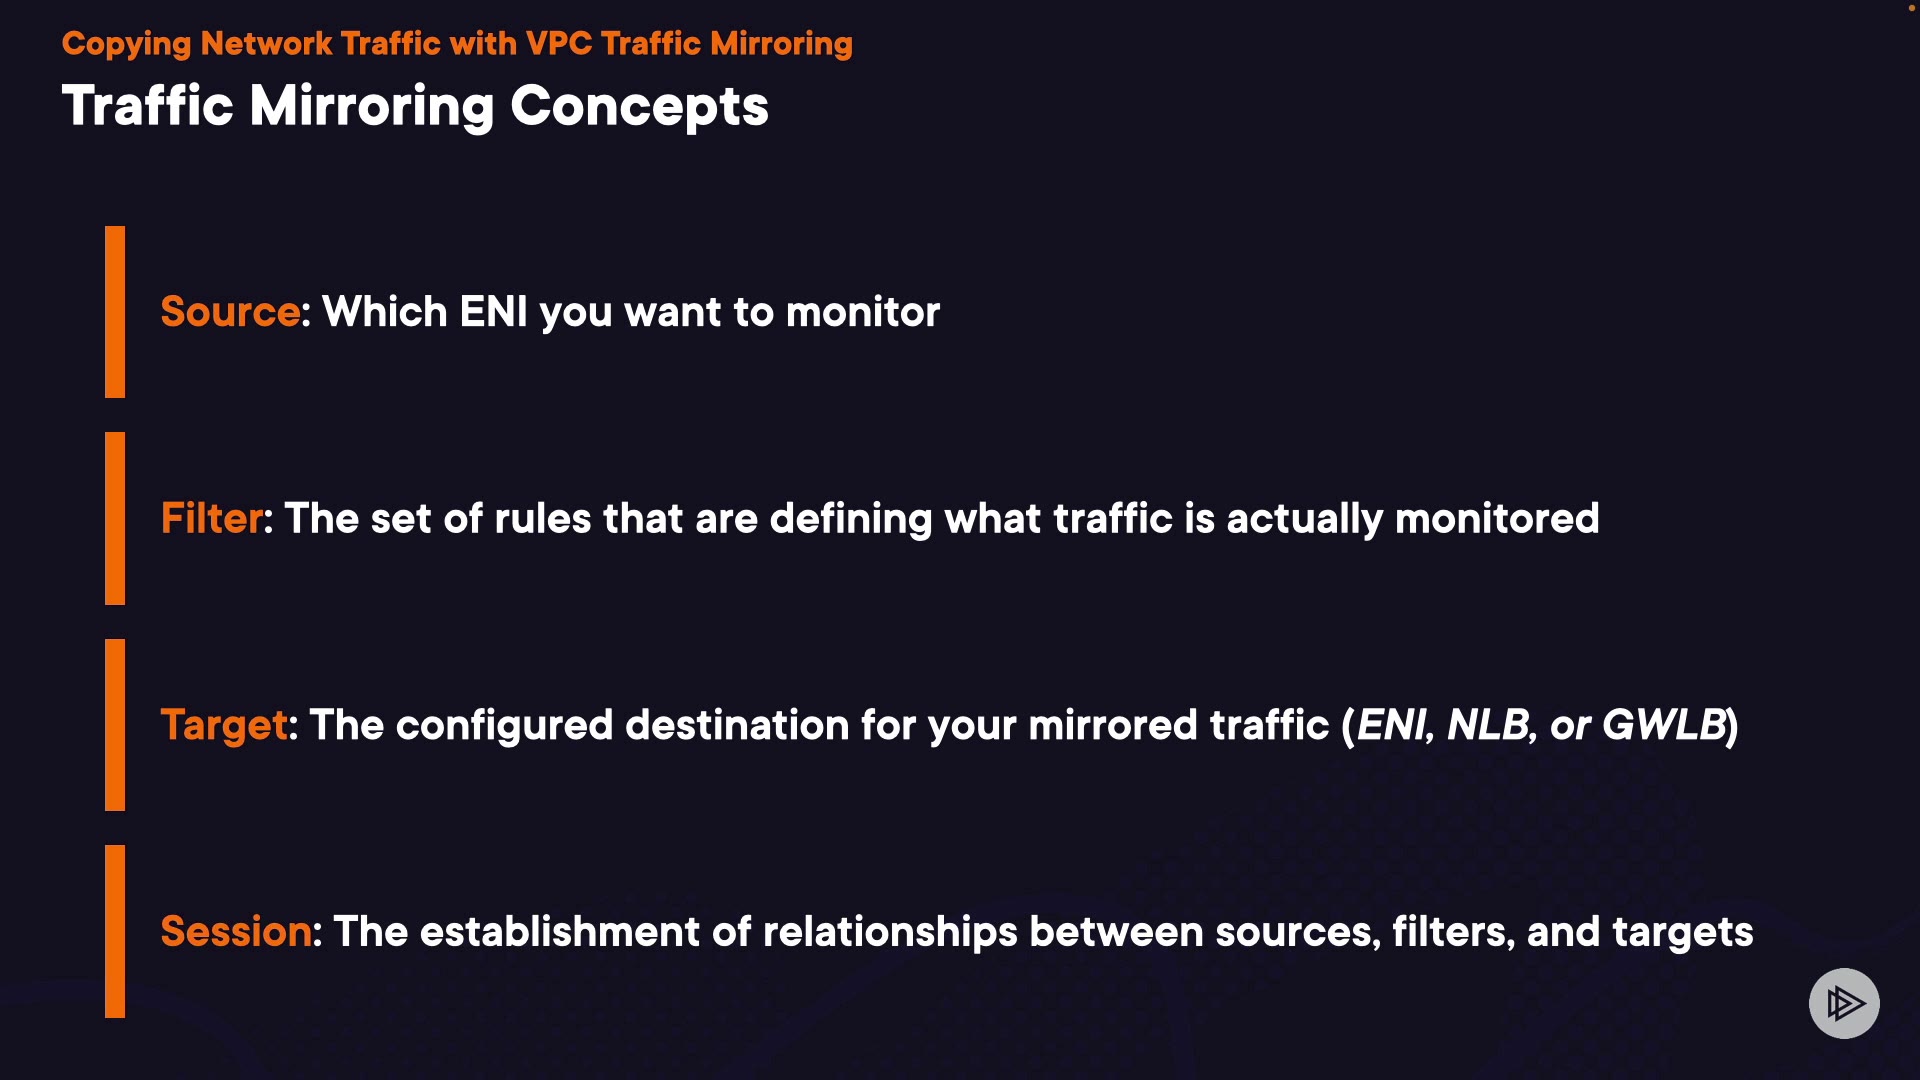 Copying Network Traffic with VPC Traffic Mirroring
Traffic Mirroring Concepts
Source: Which ENI you want to monitor
Filter: The set of rules that are defining what traffic is actually monitored
Target: The configured destination for your mirrored traffic (ENI, NLB, or GWLB)
Session: The establishment of relationships between sources, filters, and targets